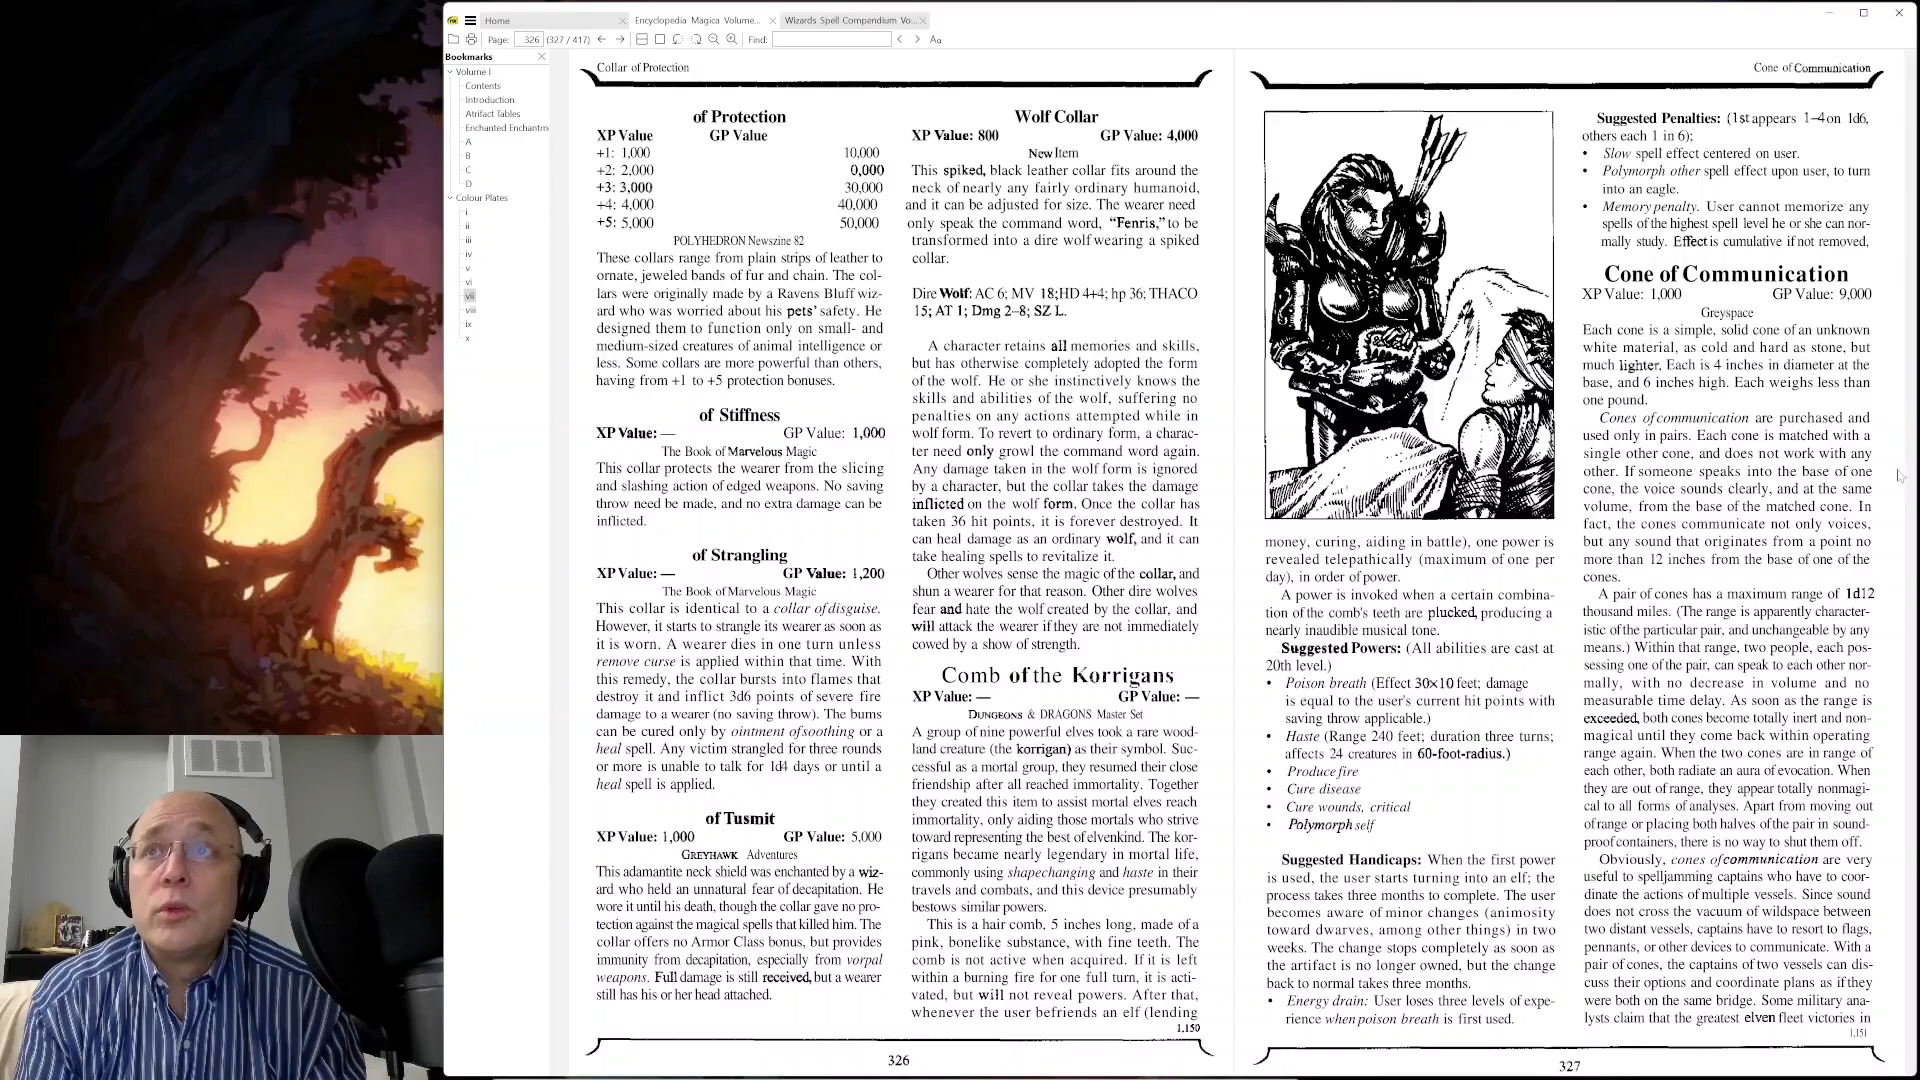 Home
Encyclopedia Magica Volume...
Wizards Spell Compendium Vo...
Page: 326 (327 / 417)
Find:
Aa
Bookmarks
Volume I
Contents
Introduction
Atrifact Tables
Enchanted Enchantm
A
B
C
D
Colour Plates
i
ii
iii
iv
v
vi
vii
viii
ix
x
Collar of Protection
of Protection
XP Value GP Value
+1: 1,000 10,000
+2: 2,000 0,000
+3: 3,000 30,000
+4: 4,000 40,000
+5: 5,000 50,000
POLYHEDRON Newszine 82
These collars range from plain strips of leather to
ornate, jeweled bands of fur and chain. The col-
lars were originally made by a Ravens Bluff wiz-
ard who was worried about his pets' safety. He
designed them to function only on small- and
medium-sized creatures of animal intelligence or
less. Some collars are more powerful than others,
having from +1 to +5 protection bonuses.
of Stiffness
XP Value: — GP Value: 1,000
The Book of Marvelous Magic
This collar protects the wearer from the slicing
and slashing action of edged weapons. No saving
throw need be made, and no extra damage can be
inflicted.
of Strangling
XP Value: — GP Value: 1,200
The Book of Marvelous Magic
This collar is identical to a collar of disguise.
However, it starts to strangle its wearer as soon as
it is worn. A wearer dies in one turn unless
remove curse is applied within that time. With
this remedy, the collar bursts into flames that
destroy it and inflict 3d6 points of severe fire
damage to a wearer (no saving throw). The bums
can be cured only by ointment of soothing or a
heal spell. Any victim strangled for three rounds
or more is unable to talk for 1d4 days or until a
heal spell is applied.
of Tusmit
XP Value: 1,000 GP Value: 5,000
GREYHAWK Adventures
This adamantite neck shield was enchanted by a wiz-
ard who held an unnatural fear of decapitation. He
wore it until his death, though the collar gave no pro-
tection against the magical spells that killed him. The
collar offers no Armor Class bonus, but provides
immunity from decapitation, especially from vorpal
weapons. Full damage is still received, but a wearer
still has his or her head attached.
Wolf Collar
XP Value: 800 GP Value: 4,000
New Item
This spiked, black leather collar fits around the
neck of nearly any fairly ordinary humanoid,
and it can be adjusted for size. The wearer need
only speak the command word, "Fenris," to be
transformed into a dire wolf wearing a spiked
collar.
Dire Wolf: AC 6; MV 18; HD 4+4; hp 36; THACO
15; AT 1; Dmg 2–8; SZ L.
A character retains all memories and skills,
but has otherwise completely adopted the form
of the wolf. He or she instinctively knows the
skills and abilities of the wolf, suffering no
penalties on any actions attempted while in
wolf form. To revert to ordinary form, a charac-
ter need only growl the command word again.
Any damage taken in the wolf form is ignored
by a character, but the collar takes the damage
inflicted on the wolf form. Once the collar has
taken 36 hit points, it is forever destroyed. It
can heal damage as an ordinary wolf, and it can
take healing spells to revitalize it.
Other wolves sense the magic of the collar, and
shun a wearer for that reason. Other dire wolves
fear and hate the wolf created by the collar, and
will attack the wearer if they are not immediately
cowed by a show of strength.
Comb of the Korrigans
XP Value: — GP Value: —
DUNGEONS & DRAGONS Master Set
A group of nine powerful elves took a rare wood-
land creature (the korrigan) as their symbol. Suc-
cessful as a mortal group, they resumed their close
friendship after all reached immortality. Together
they created this item to assist mortal elves reach
immortality, only aiding those mortals who strive
toward representing the best of elvenkind. The kor-
rigans became nearly legendary in mortal life,
commonly using shapechanging and haste in their
travels and combats, and this device presumably
bestows similar powers.
This is a hair comb, 5 inches long, made of a
pink, bonelike substance, with fine teeth. The
comb is not active when acquired. If it is left
within a burning fire for one full turn, it is acti-
vated, but will not reveal powers. After that,
whenever the user befriends an elf (lending
1,150
326
Cone of Communication
money, curing, aiding in battle), one power is
revealed telepathically (maximum of one per
day), in order of power.
A power is invoked when a certain combina-
tion of the comb's teeth are plucked, producing a
nearly inaudible musical tone.
Suggested Powers: (All abilities are cast at
20th level.)
• Poison breath (Effect 30×10 feet; damage
is equal to the user's current hit points with
saving throw applicable.)
• Haste (Range 240 feet; duration three turns;
affects 24 creatures in 60-foot-radius.)
• Produce fire
• Cure disease
• Cure wounds, critical
• Polymorph self
Suggested Handicaps: When the first power
is used, the user starts turning into an elf; the
process takes three months to complete. The user
becomes aware of minor changes (animosity
toward dwarves, among other things) in two
weeks. The change stops completely as soon as
the artifact is no longer owned, but the change
back to normal takes three months.
• Energy drain: User loses three levels of expe-
rience when poison breath is first used.
Suggested Penalties: (1st appears 1–4 on 1d6,
others each 1 in 6);
• Slow spell effect centered on user.
• Polymorph other spell effect upon user, to turn
into an eagle.
• Memory penalty. User cannot memorize any
spells of the highest spell level he or she can nor-
mally study. Effect is cumulative if not removed,
Cone of Communication
XP Value: 1,000 GP Value: 9,000
Greyspace
Each cone is a simple, solid cone of an unknown
white material, as cold and hard as stone, but
much lighter. Each is 4 inches in diameter at the
base, and 6 inches high. Each weighs less than
one pound.
Cones of communication are purchased and
used only in pairs. Each cone is matched with a
single other cone, and does not work with any
other. If someone speaks into the base of one
cone, the voice sounds clearly, and at the same
volume, from the base of the matched cone. In
fact, the cones communicate not only voices,
but any sound that originates from a point no
more than 12 inches from the base of one of the
cones.
A pair of cones has a maximum range of 1d12
thousand miles. (The range is apparently character-
istic of the particular pair, and unchangeable by any
means.) Within that range, two people, each pos-
sessing one of the pair, can speak to each other nor-
mally, with no decrease in volume and no
measurable time delay. As soon as the range is
exceeded, both cones become totally inert and non-
magical until they come back within operating
range again. When the two cones are in range of
each other, both radiate an aura of evocation. When
they are out of range, they appear totally nonmagi-
cal to all forms of analyses. Apart from moving out
of range or placing both halves of the pair in sound-
proof containers, there is no way to shut them off.
Obviously, cones of communication are very
useful to spelljamming captains who have to coor-
dinate the actions of multiple vessels. Since sound
does not cross the vacuum of wildspace between
two distant vessels, captains have to resort to flags,
pennants, or other devices to communicate. With a
pair of cones, the captains of two vessels can dis-
cuss their options and coordinate plans as if they
were both on the same bridge. Some military ana-
lysts claim that the greatest elven fleet victories in
1,151
327